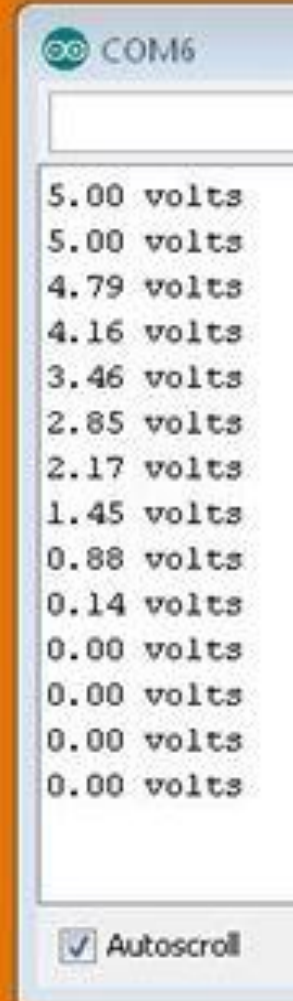 COM6
5.00 volts
5.00 volts
4.79 volts
4.16 volts
3.46 volts
2.85 volts
2.17 volts
1.45 volts
0.88 volts
0.14 volts
0.00 volts
0.00 volts
0.00 volts
0.00 volts
Autoscroll